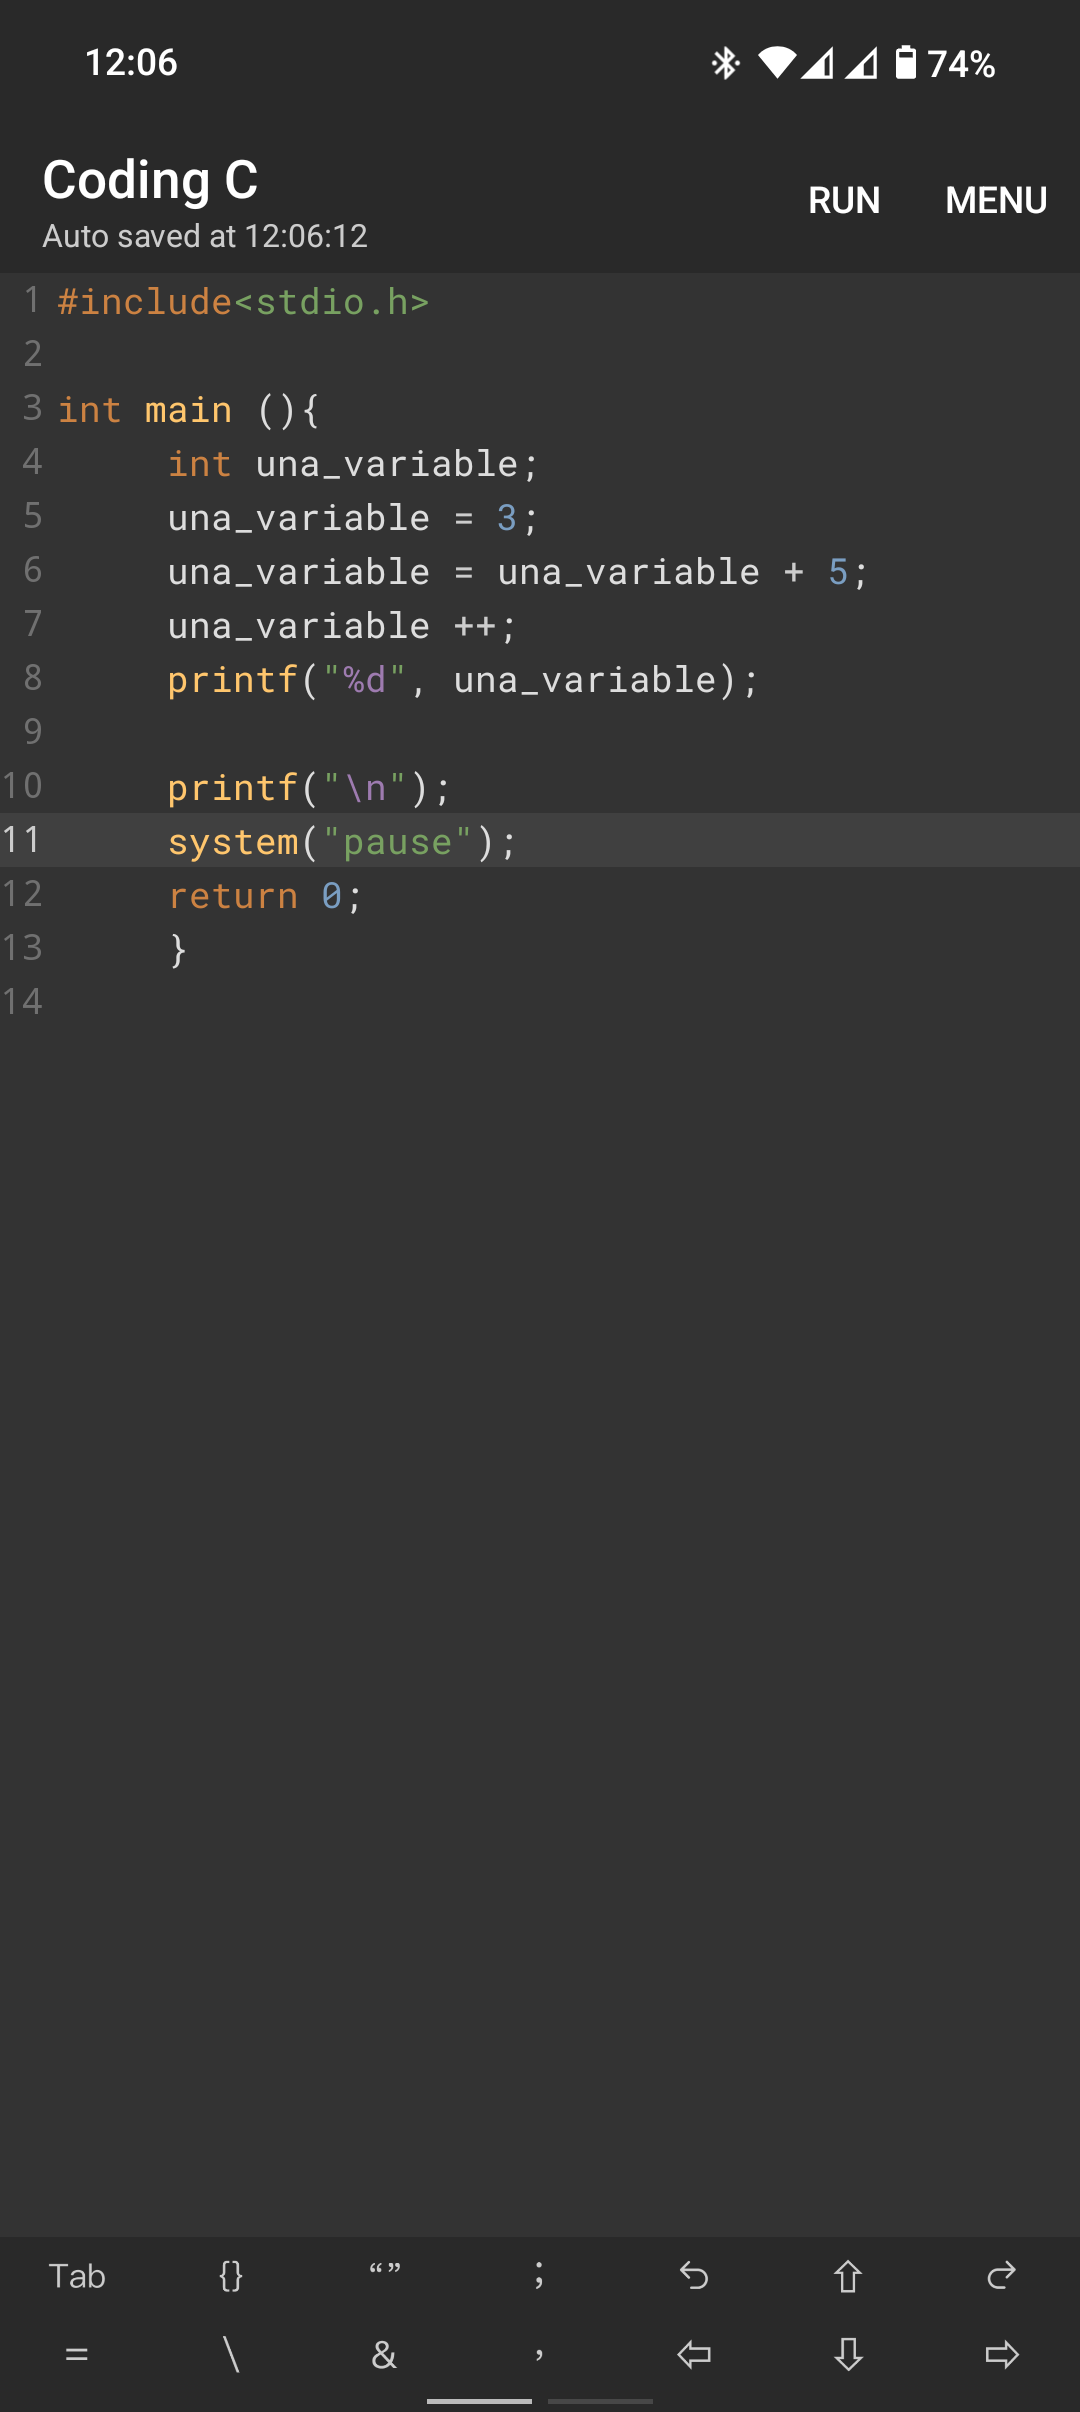 12:06 74%
Coding C
RUN MENU
Auto saved at 12:06:12
1 #include<stdio.h>
2
3 int main (){
4 int una_variable;
5 una_variable = 3;
6 una_variable = una_variable + 5;
7 una_variable ++;
8 printf("%d", una_variable);
9
10 printf("\n");
11 system("pause");
12 return 0;
13 }
14
Tab {} “” ;
= \ & ,